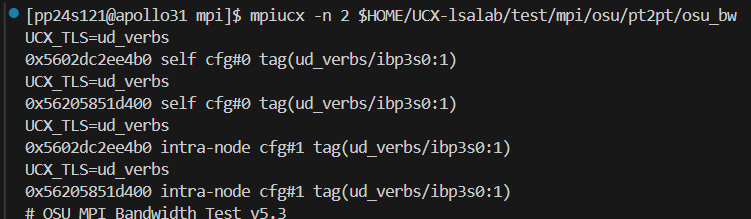 [pp24s121@apollo31 mpi]$ mpiucx -n 2 $HOME/UCX-lsalab/test/mpi/osu/pt2pt/osu_bw
UCX_TLS=ud_verbs
0x5602dc2ee4b0 self cfg#0 tag(ud_verbs/ibp3s0:1)
UCX_TLS=ud_verbs
0x56205851d400 self cfg#0 tag(ud_verbs/ibp3s0:1)
UCX_TLS=ud_verbs
0x5602dc2ee4b0 intra-node cfg#1 tag(ud_verbs/ibp3s0:1)
UCX_TLS=ud_verbs
0x56205851d400 intra-node cfg#1 tag(ud_verbs/ibp3s0:1)
# OSU MPI Bandwidth Test v5.3